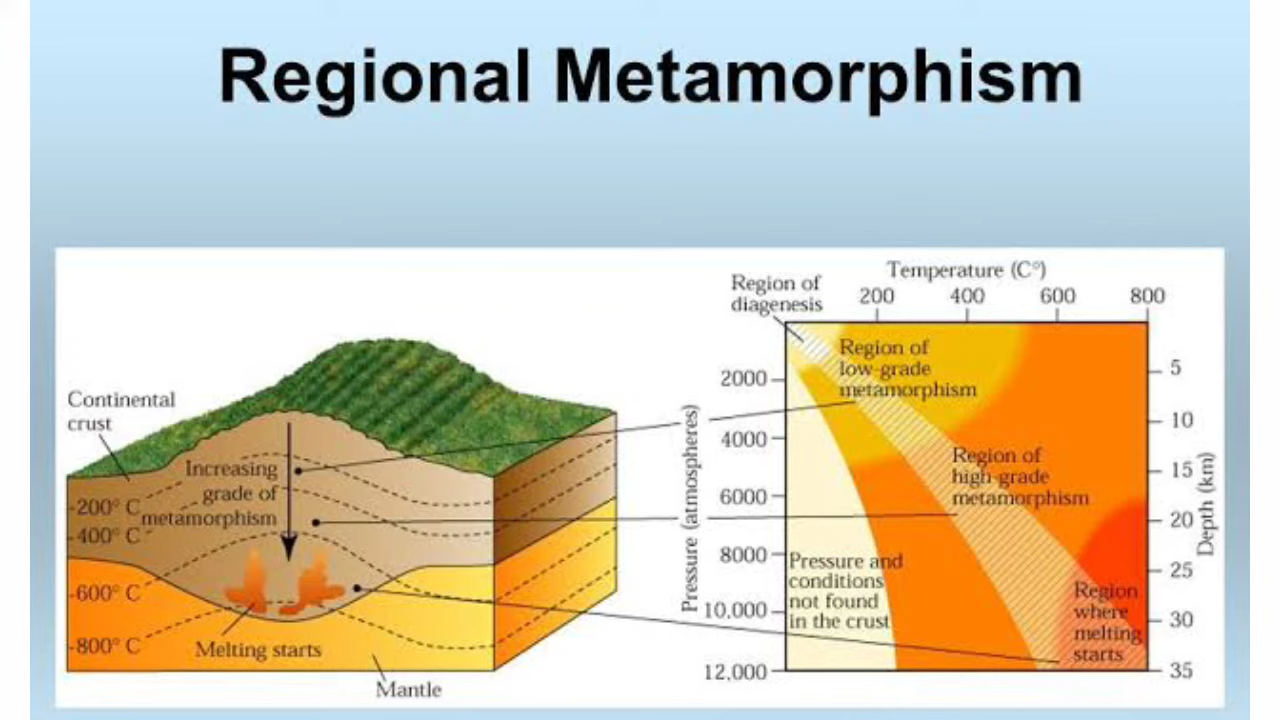 Regional Metamorphism
Continental
crust
Increasing
grade of
metamorphism
-200° C
-400° C
-600° C
-800° C
Melting starts
Mantle
Region of
diagenesis
Temperature (C°)
200 400 600 800
Pressure (atmospheres)
2000
4000
6000
8000
10,000
12,000
Region of
low-grade
metamorphism
Region of
high-grade
metamorphism
Pressure and
conditions
not found
in the crust
Region
where
melting
starts
5
10
15
20
25
30
35
Depth (km)